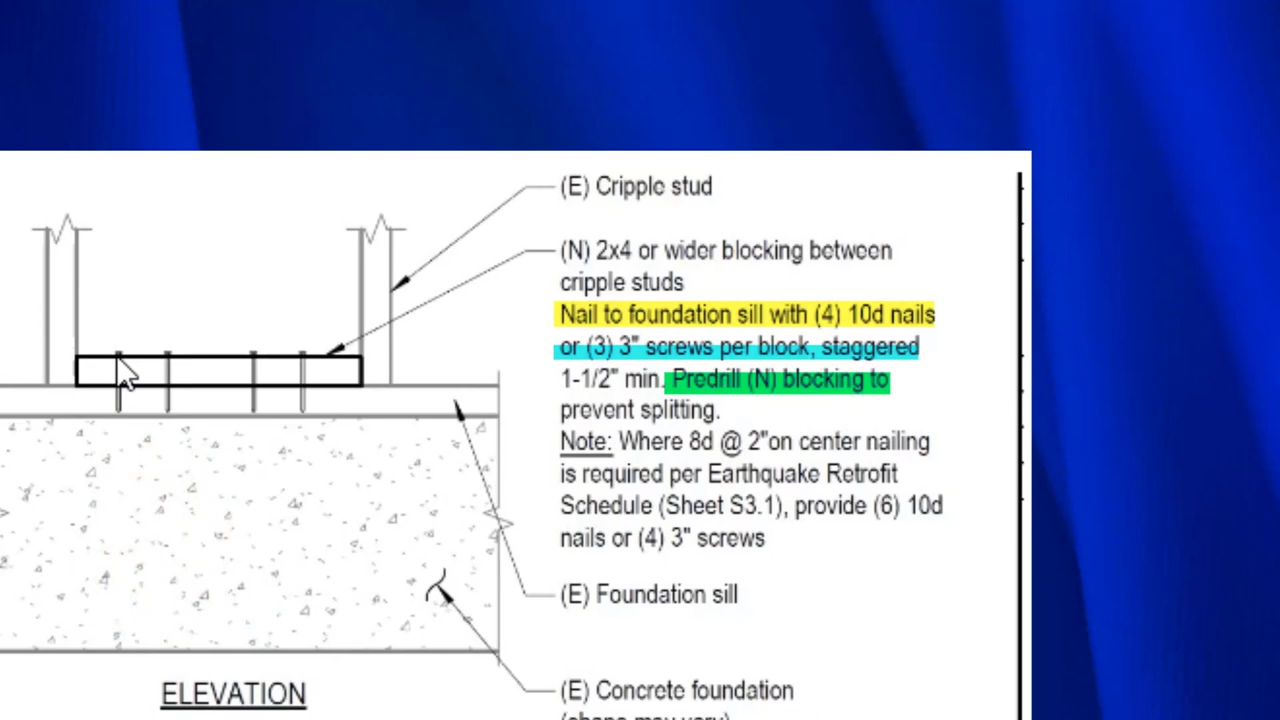 (E) Cripple stud
(N) 2x4 or wider blocking between
cripple studs
Nail to foundation sill with (4) 10d nails
or (3) 3" screws per block, staggered
1-1/2" min. Predrill (N) blocking to
prevent splitting.
Note: Where 8d @ 2"on center nailing
is required per Earthquake Retrofit
Schedule (Sheet S3.1), provide (6) 10d
nails or (4) 3" screws
(E) Foundation sill
(E) Concrete foundation
(shape may vary)
ELEVATION